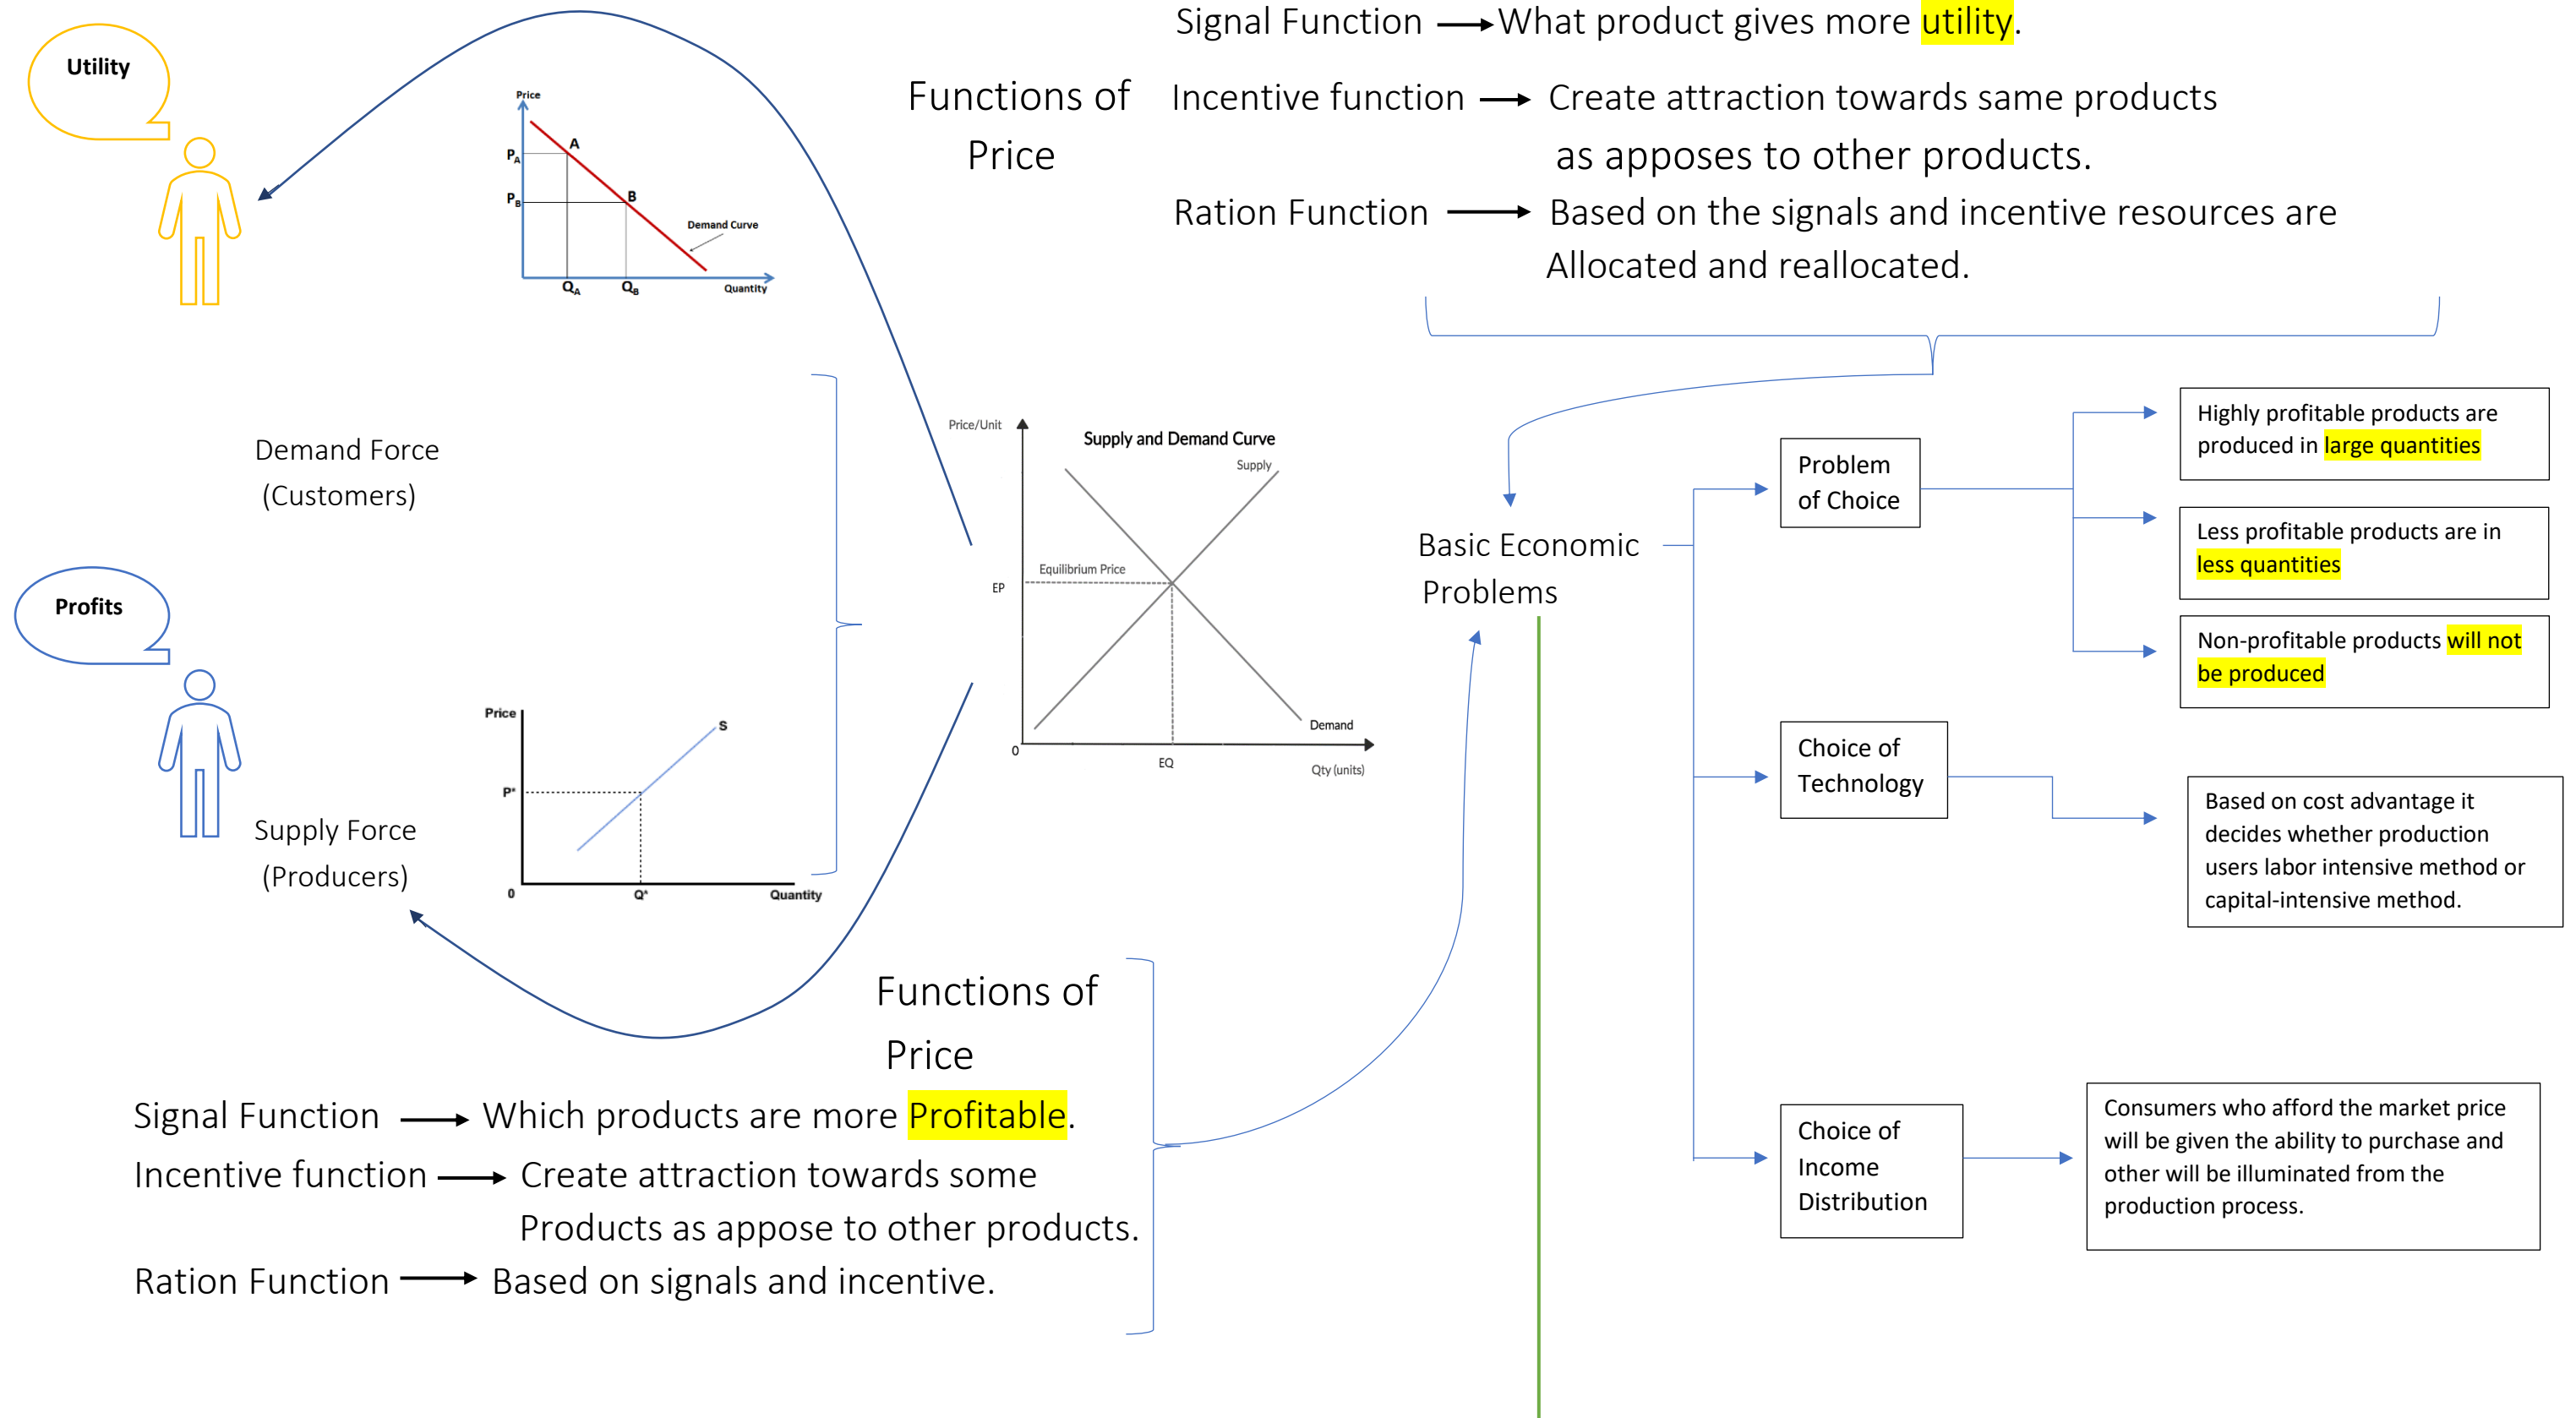 Utility
Price
P_A
A
P_B
B
Demand Curve
Q_A
Q_B
Quantity
Functions of
Price
Signal Function
What product gives more utility.
Incentive function
Create attraction towards same products
as apposes to other products.
Ration Function
Based on the signals and incentive resources are
Allocated and reallocated.
Demand Force
(Customers)
Profits
Supply Force
(Producers)
Price
S
P*
0
Q*
Quantity
Price/Unit
Supply and Demand Curve
Supply
Equilibrium Price
EP
Demand
0
EQ
Qty (units)
Basic Economic
Problems
Problem
of Choice
Highly profitable products are
produced in large quantities
Less profitable products are in
less quantities
Non-profitable products will not
be produced
Choice of
Technology
Based on cost advantage it
decides whether production
users labor intensive method or
capital-intensive method.
Choice of
Income
Distribution
Consumers who afford the market price
will be given the ability to purchase and
other will be illuminated from the
production process.
Functions of
Price
Signal Function
Which products are more Profitable.
Incentive function
Create attraction towards some
Products as appose to other products.
Ration Function
Based on signals and incentive.